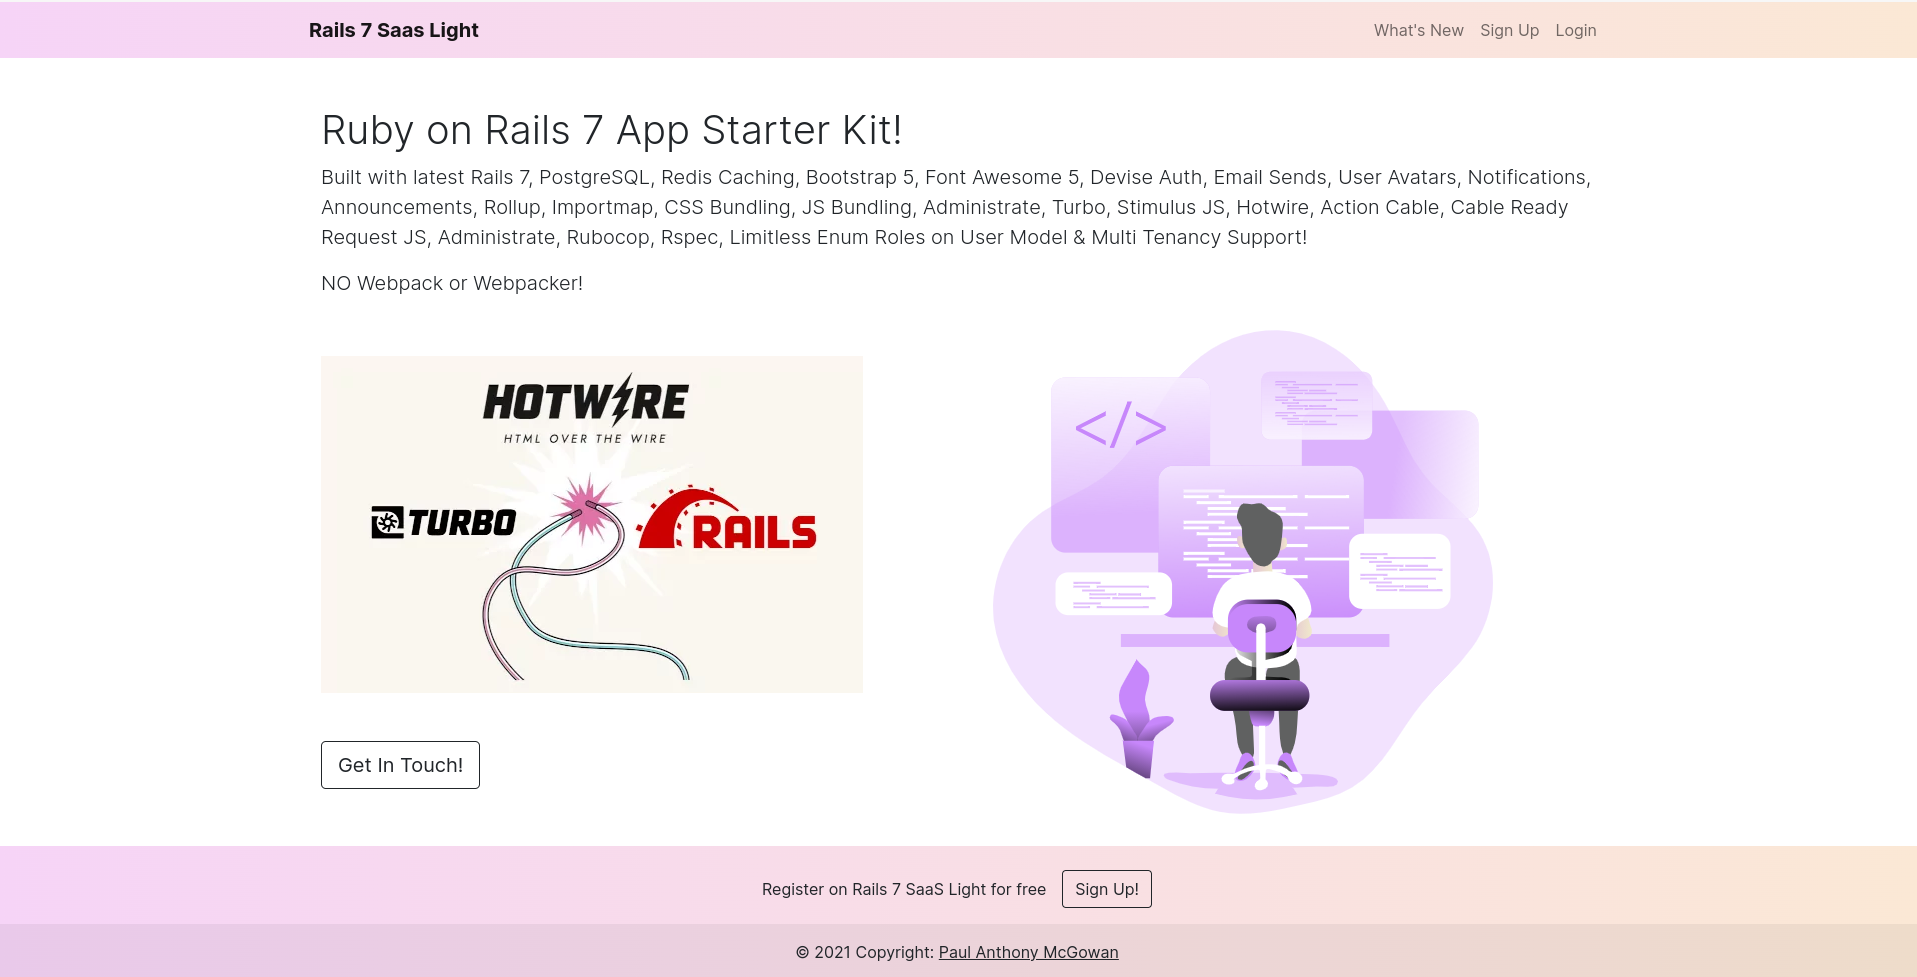 Rails 7 Saas Light
What's New Sign Up Login
Ruby on Rails 7 App Starter Kit!
Built with latest Rails 7, PostgreSQL, Redis Caching, Bootstrap 5, Font Awesome 5, Devise Auth, Email Sends, User Avatars, Notifications,
Announcements, Rollup, Importmap, CSS Bundling, JS Bundling, Administrate, Turbo, Stimulus JS, Hotwire, Action Cable, Cable Ready
Request JS, Administrate, Rubocop, Rspec, Limitless Enum Roles on User Model & Multi Tenancy Support!
NO Webpack or Webpacker!
HOTWIRE
HTML OVER THE WIRE
TURBO
RAILS
</>
Get In Touch!
Register on Rails 7 SaaS Light for free Sign Up!
© 2021 Copyright: Paul Anthony McGowan